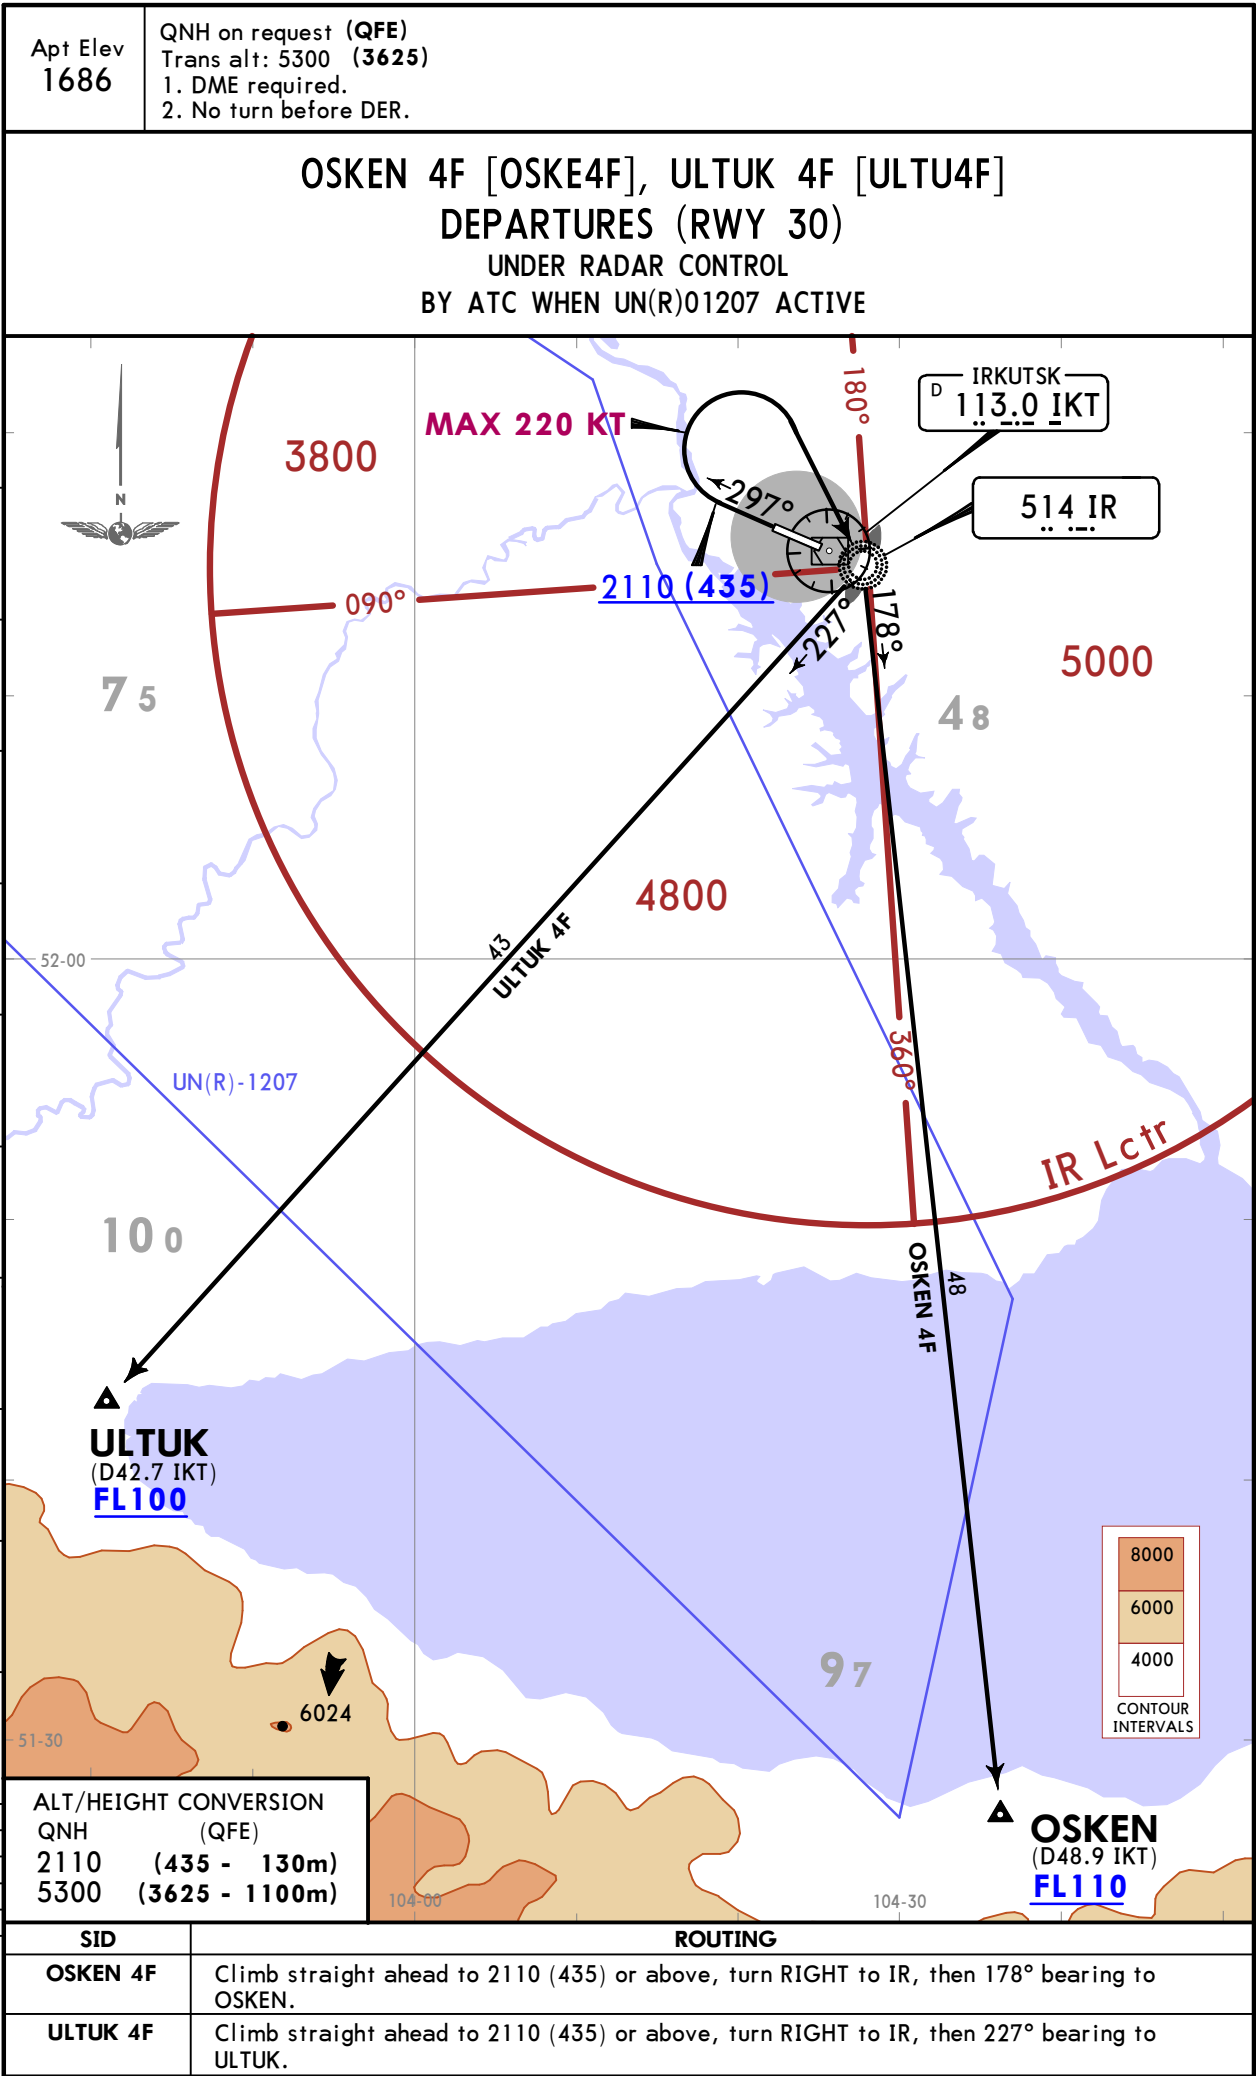 Apt Elev
1686
QNH on request (QFE)
Trans alt: 5300 (3625)
1. DME required.
2. No turn before DER.
OSKEN 4F [OSKE4F], ULTUK 4F [ULTU4F]
DEPARTURES (RWY 30)
UNDER RADAR CONTROL
BY ATC WHEN UN(R)01207 ACTIVE
180°
IRKUTSK
D 113.0 IKT
MAX 220 KT
3800
N
297°
514 IR
2110 (435)
090°
227°
178°
5000
75
48
4800
43
ULTUK 4F
52-00
360°
UN(R)-1207
IR Lctr
100
OSKEN 4F
48
ULTUK
(D42.7 IKT)
FL100
8000
6000
4000
CONTOUR
INTERVALS
97
6024
51-30
ALT/HEIGHT CONVERSION
QNH (QFE)
2110 (435 - 130m)
5300 (3625 - 1100m)
104-00
104-30
OSKEN
(D48.9 IKT)
FL110
SID ROUTING
OSKEN 4F Climb straight ahead to 2110 (435) or above, turn RIGHT to IR, then 178° bearing to
OSKEN.
ULTUK 4F Climb straight ahead to 2110 (435) or above, turn RIGHT to IR, then 227° bearing to
ULTUK.